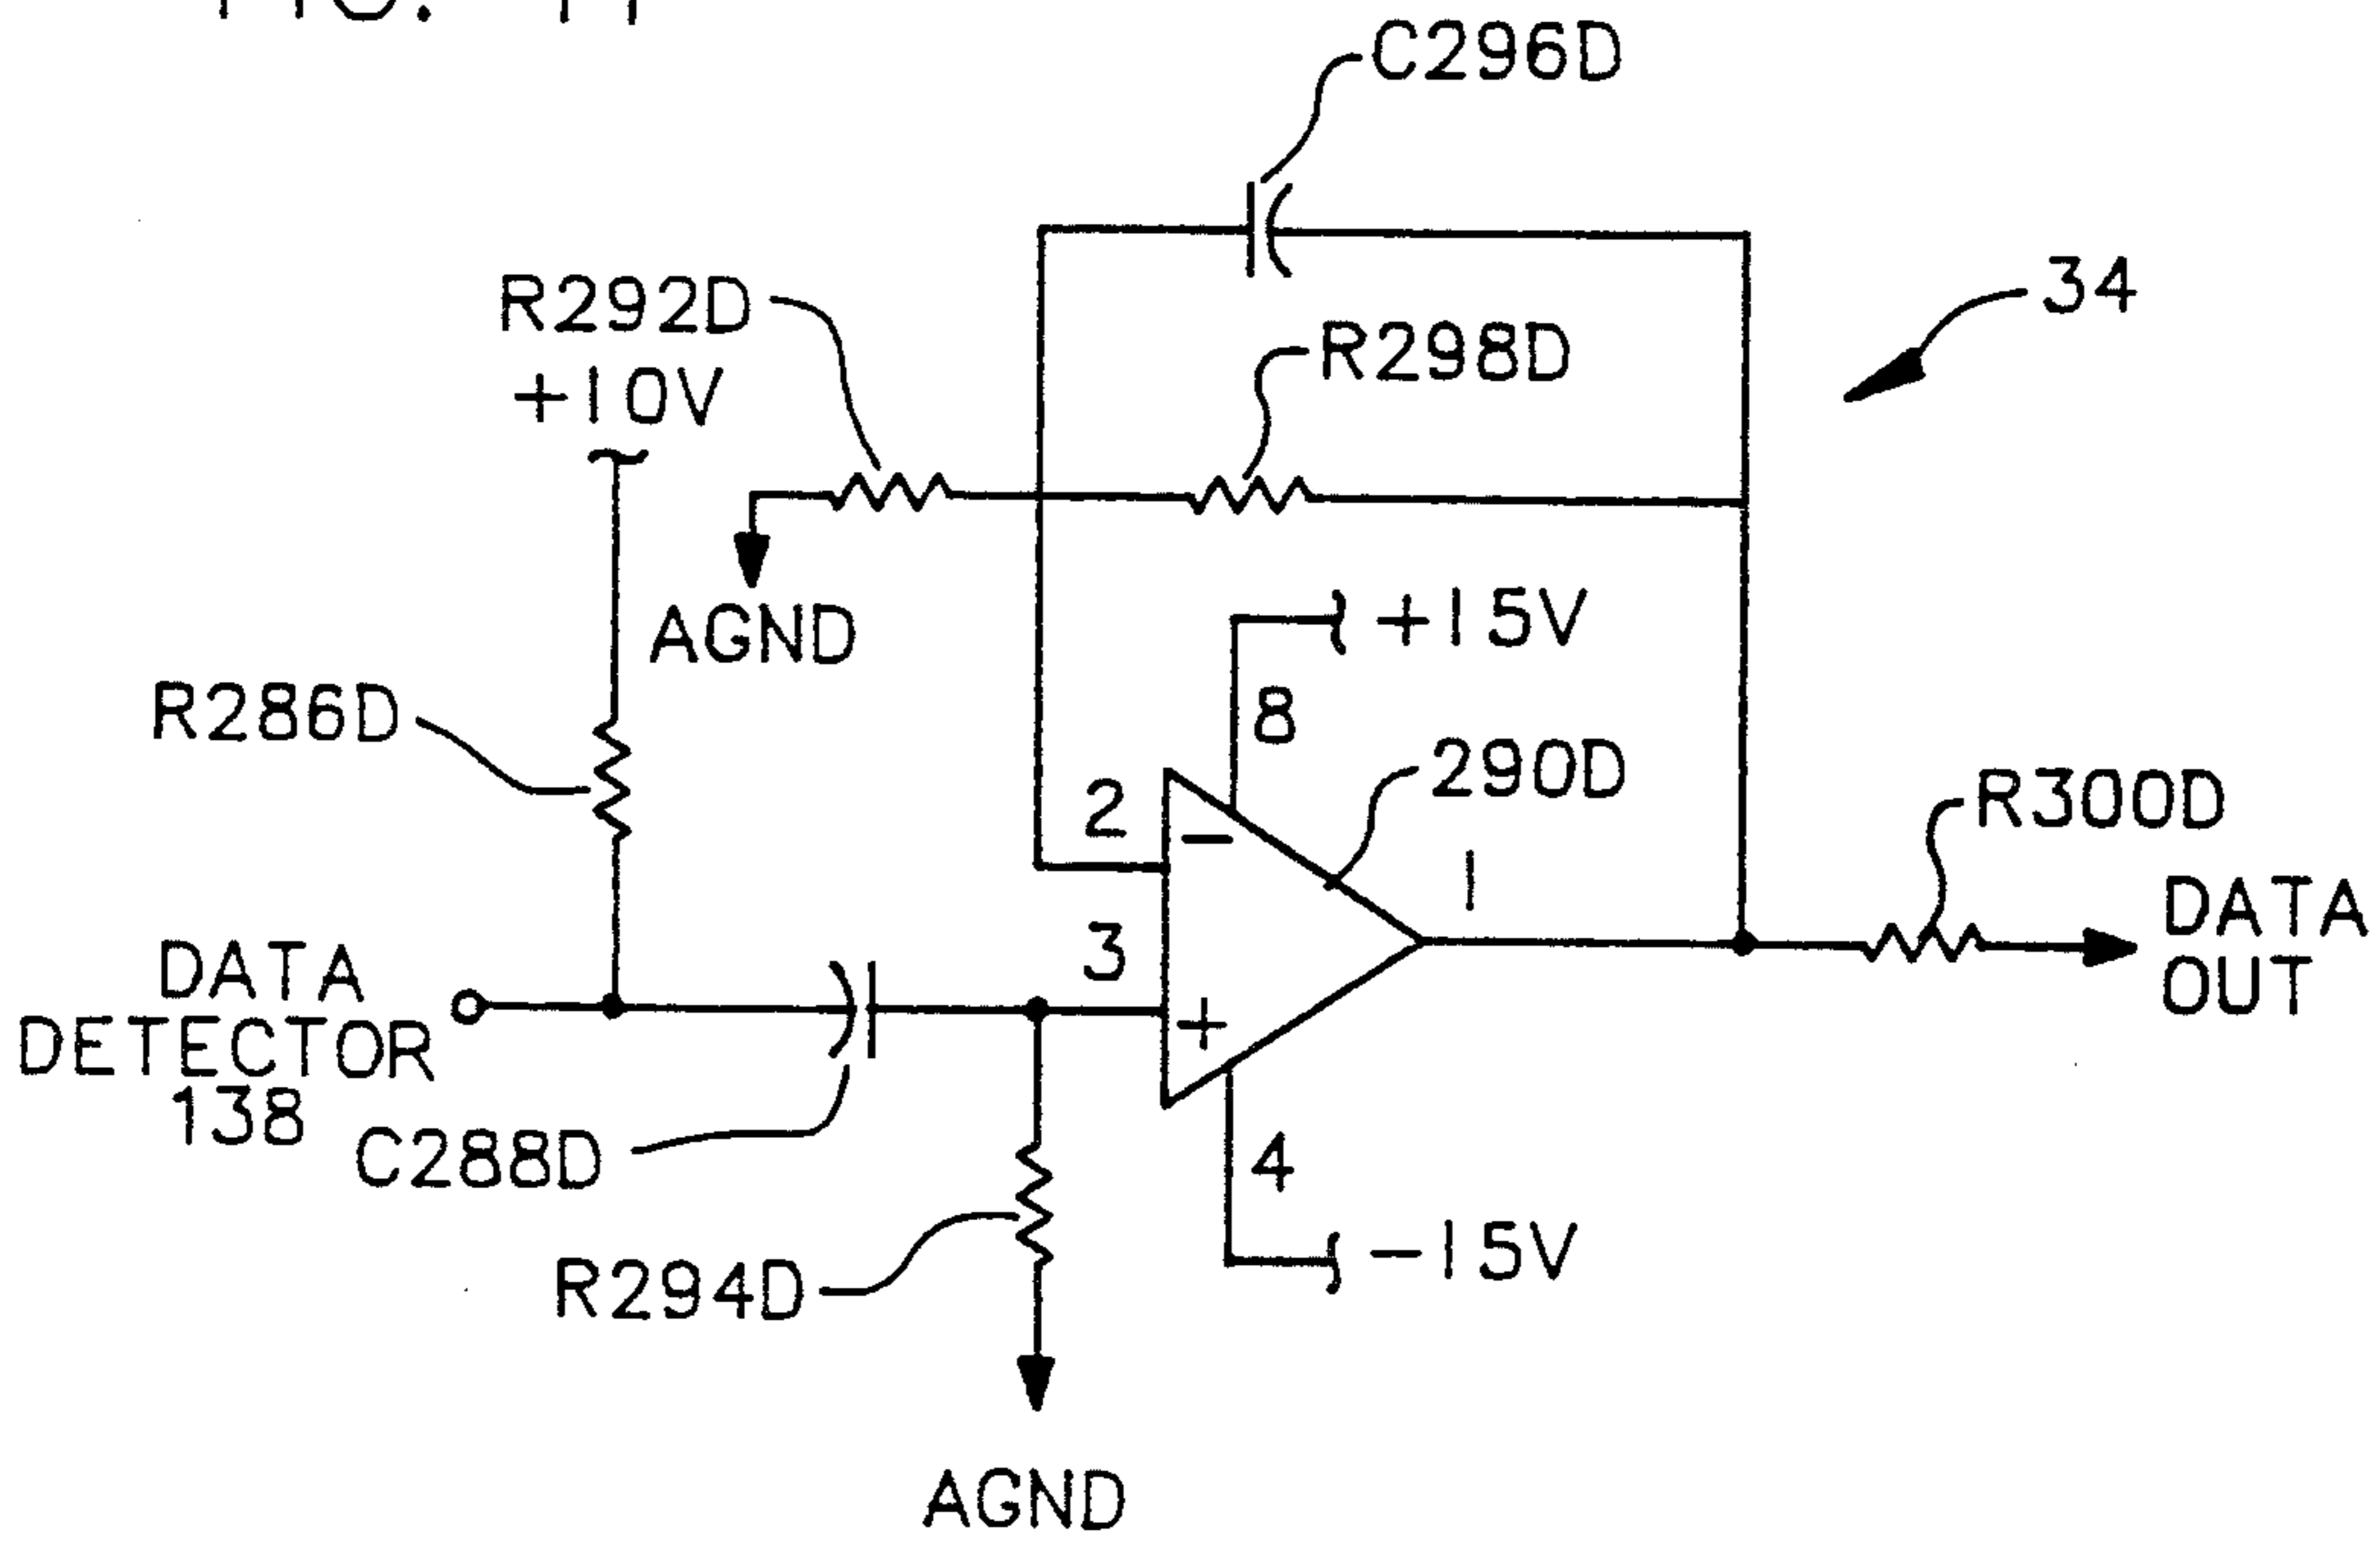 C296D
R292D
+10V
R298D
34
AGND
+15V
R286D
8
290D
2
1
R300D
DATA
OUT
3
DATA
DETECTOR
138
C288D
4
R294D
-15V
AGND